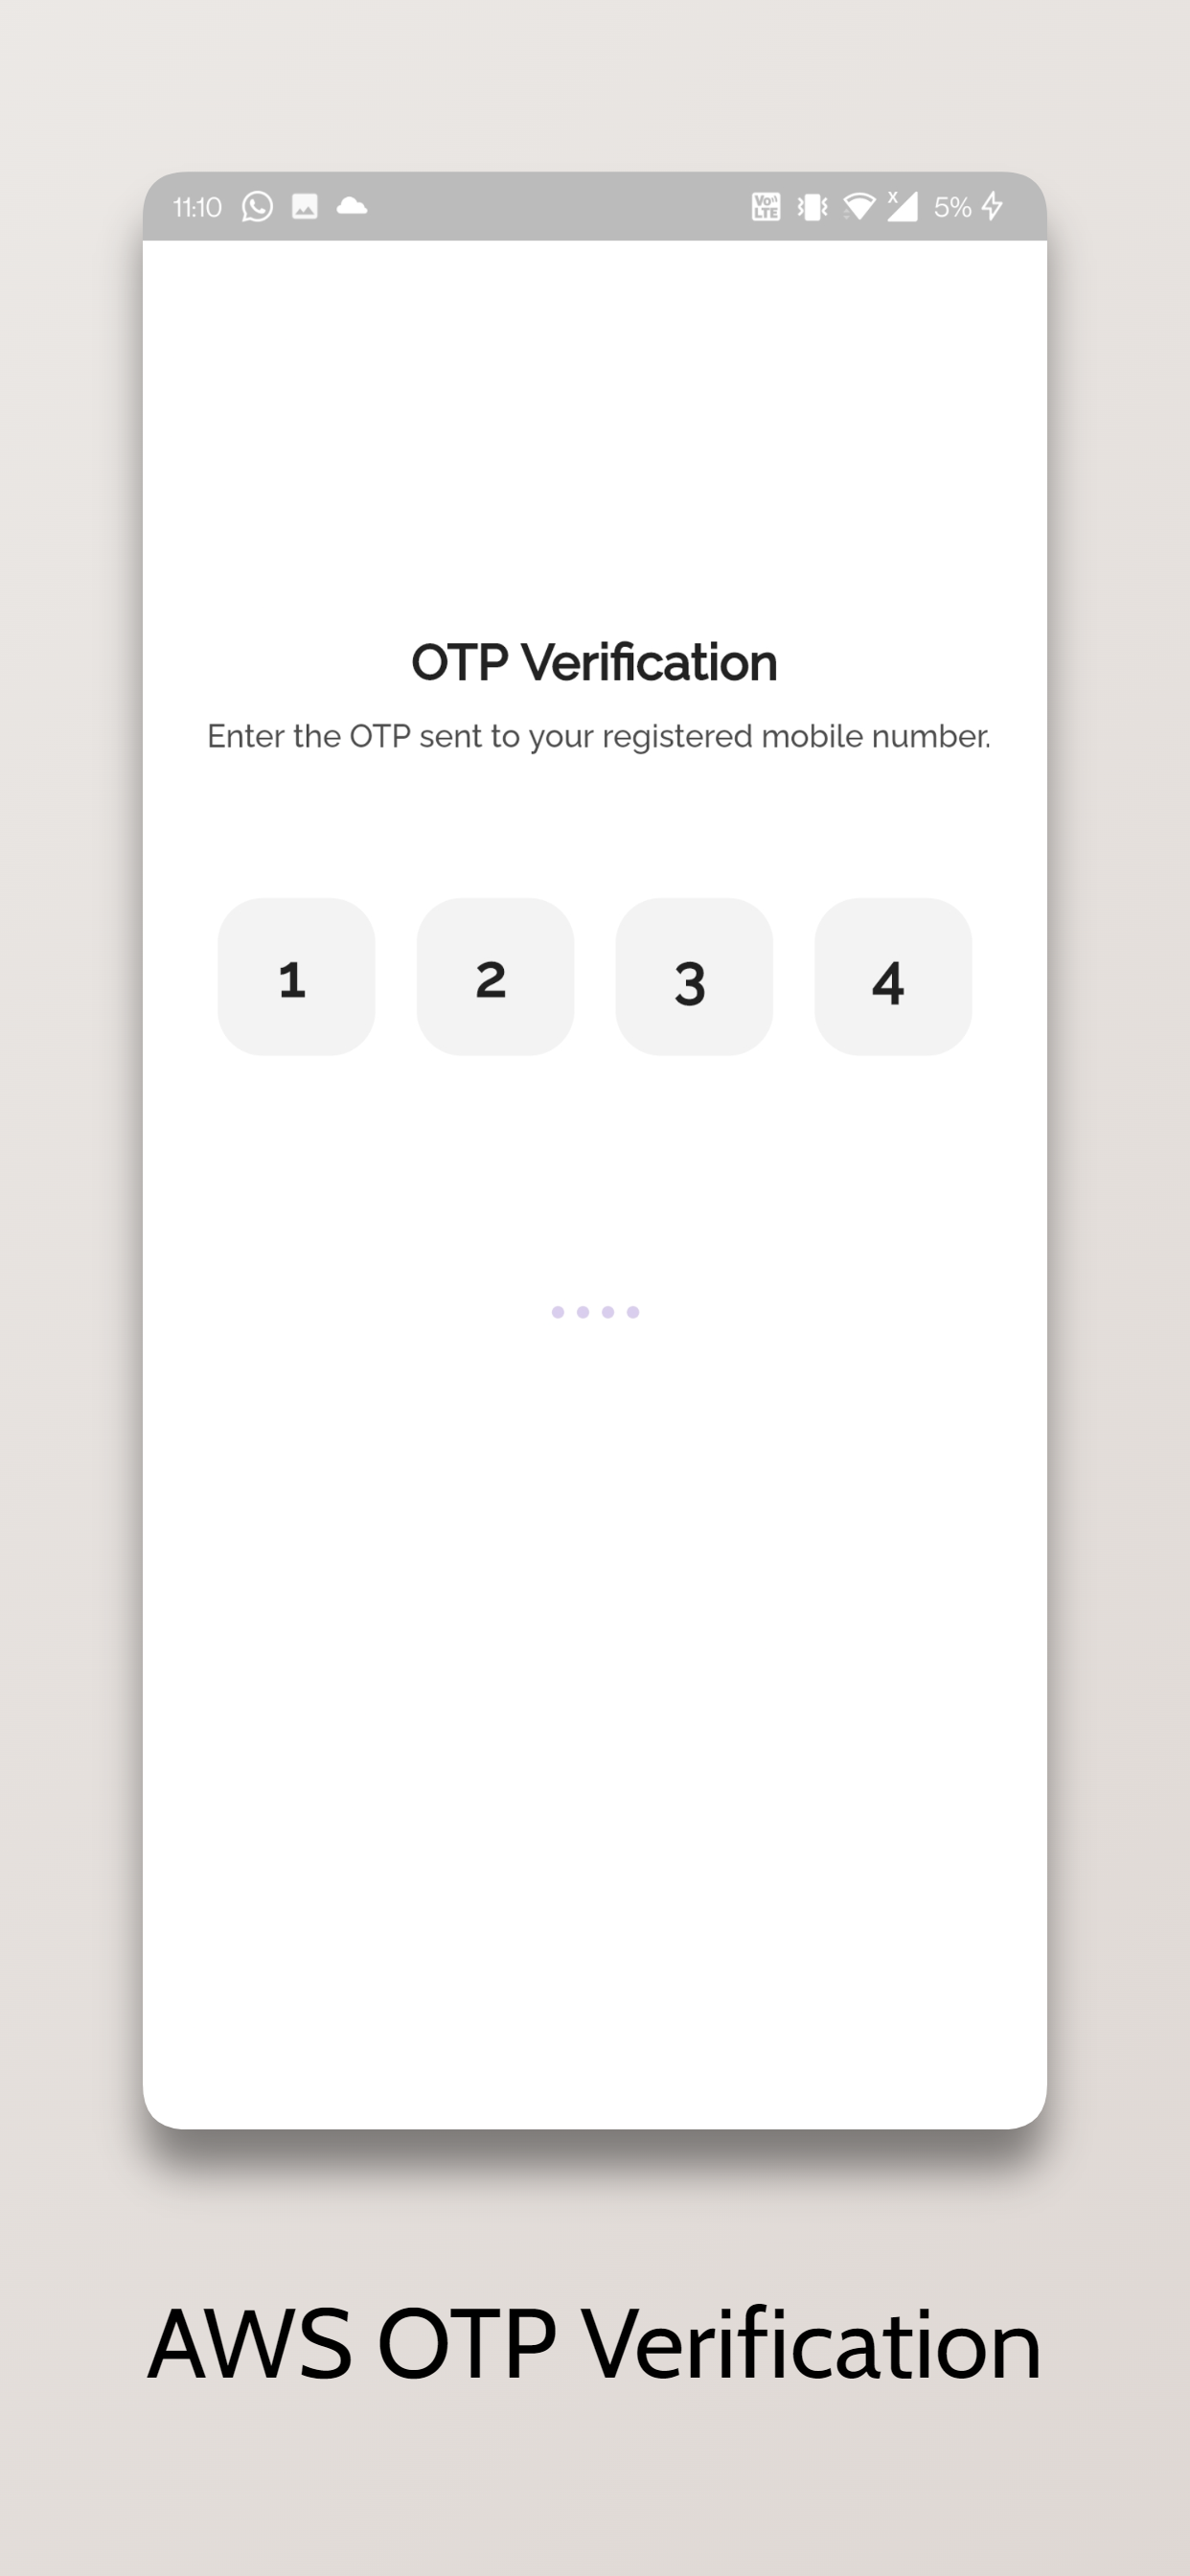 11:10 Vo LTE X 5%
OTP Verification
Enter the OTP sent to your registered mobile number.
1 2 3 4
AWS OTP Verification